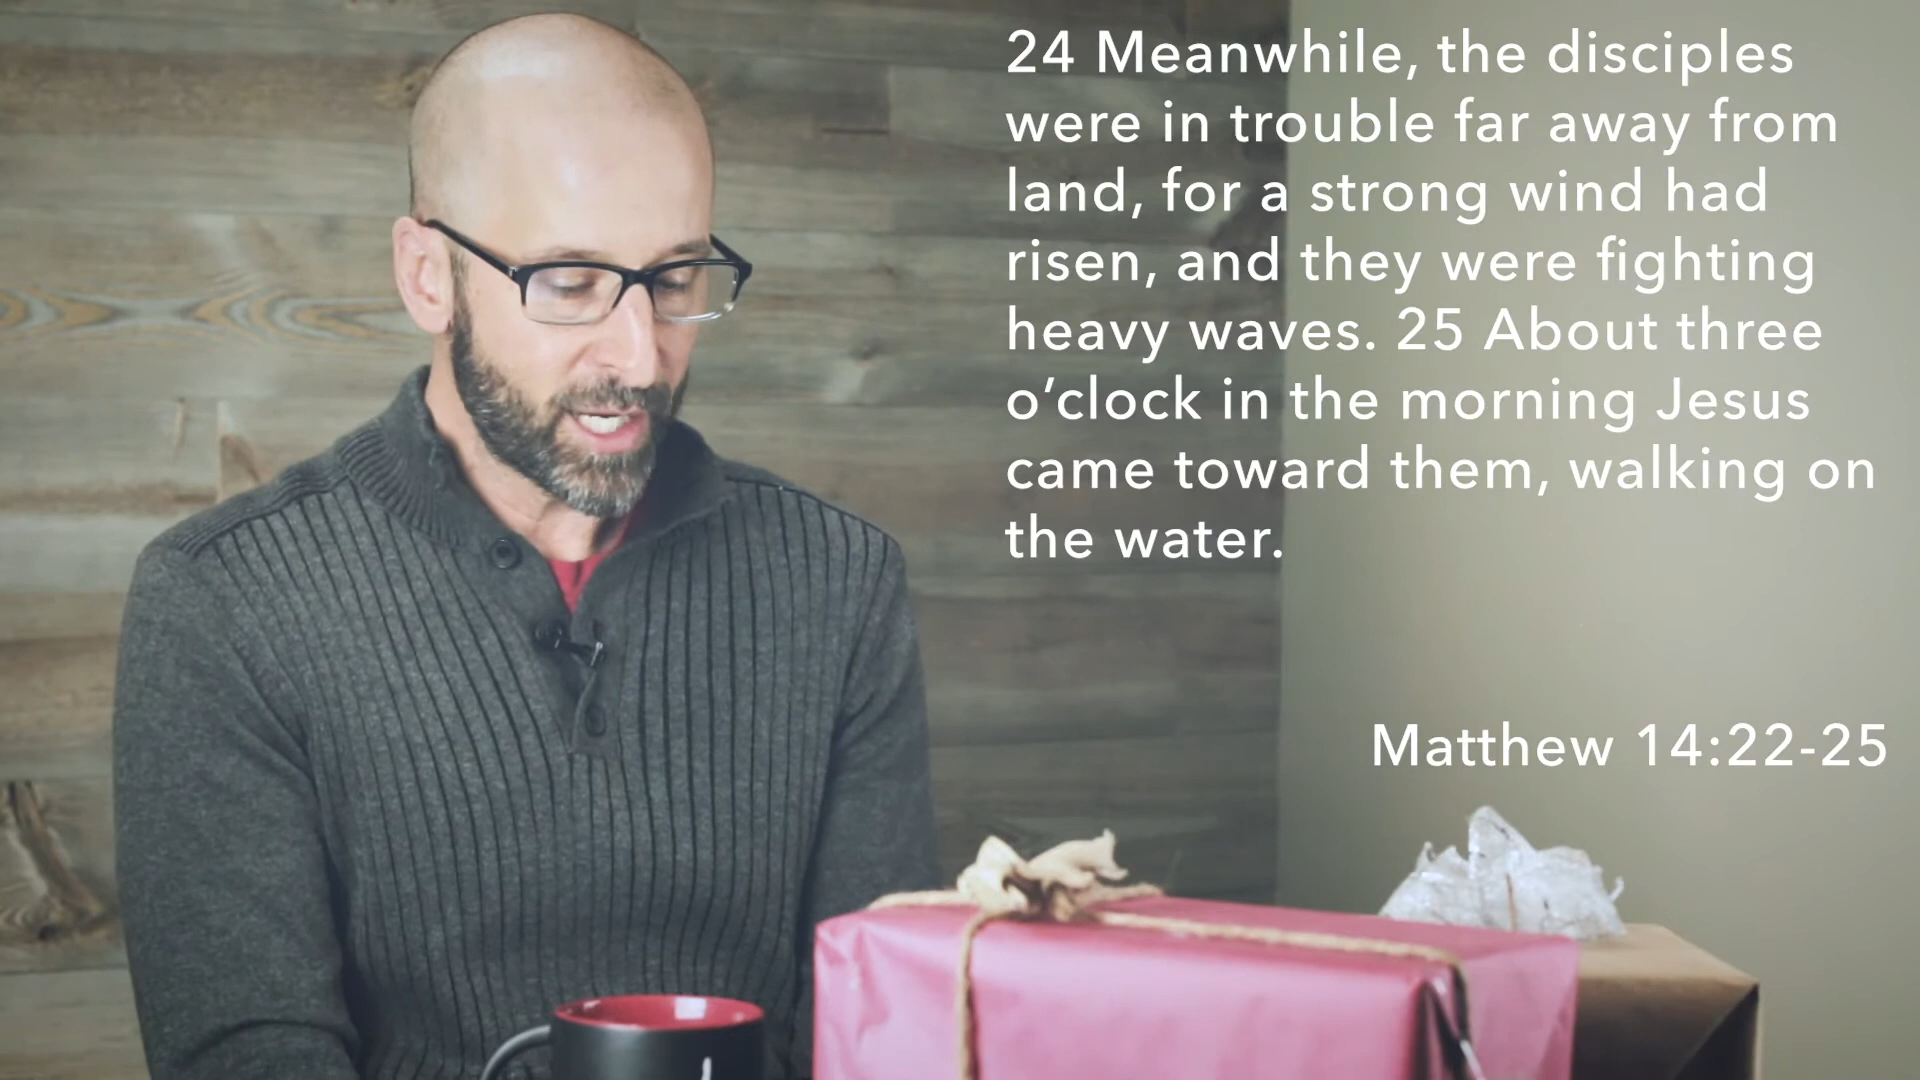 24 Meanwhile, the disciples
were in trouble far away from
land, for a strong wind had
risen, and they were fighting
heavy waves. 25 About three
o’clock in the morning Jesus
came toward them, walking on
the water.
Matthew 14:22-25